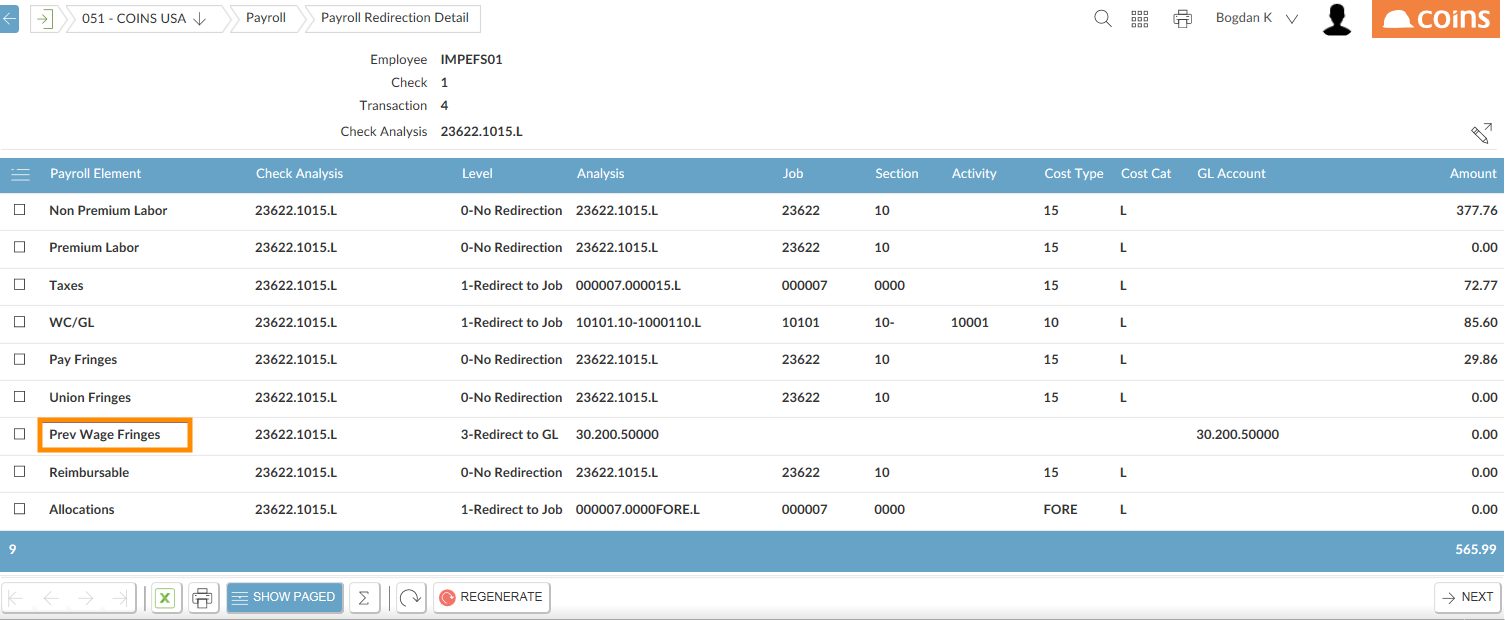 051 - COINS USA Payroll Payroll Redirection Detail Bogdan K coins
Employee IMPEFS01
Check 1
Transaction 4
Check Analysis 23622.1015.L
Payroll Element Check Analysis Level Analysis Job Section Activity Cost Type Cost Cat GL Account Amount
Non Premium Labor 23622.1015.L 0-No Redirection 23622.1015.L 23622 10 15 L 377.76
Premium Labor 23622.1015.L 0-No Redirection 23622.1015.L 23622 10 15 L 0.00
Taxes 23622.1015.L 1-Redirect to Job 000007.000015.L 000007 0000 15 L 72.77
WC/GL 23622.1015.L 1-Redirect to Job 10101.10-1000110.L 10101 10- 10001 10 L 85.60
Pay Fringes 23622.1015.L 0-No Redirection 23622.1015.L 23622 10 15 L 29.86
Union Fringes 23622.1015.L 0-No Redirection 23622.1015.L 23622 10 15 L 0.00
Prev Wage Fringes 23622.1015.L 3-Redirect to GL 30.200.50000 30.200.50000 0.00
Reimbursable 23622.1015.L 0-No Redirection 23622.1015.L 23622 10 15 L 0.00
Allocations 23622.1015.L 1-Redirect to Job 000007.0000FORE.L 000007 0000 FORE L 0.00
9 565.99
X SHOW PAGED Σ REGENERATE NEXT